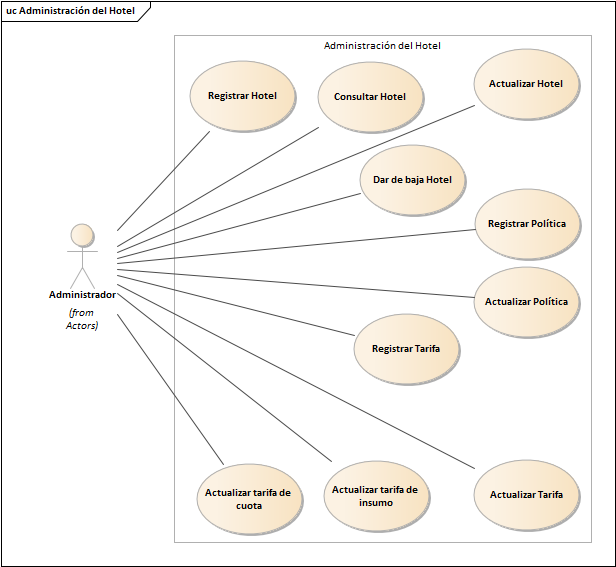 uc Administración del Hotel
Administración del Hotel
Registrar Hotel
Consultar Hotel
Actualizar Hotel
Dar de baja Hotel
Registrar Política
Administrador
(from
Actors)
Actualizar Política
Registrar Tarifa
Actualizar tarifa de
cuota
Actualizar tarifa de
insumo
Actualizar Tarifa